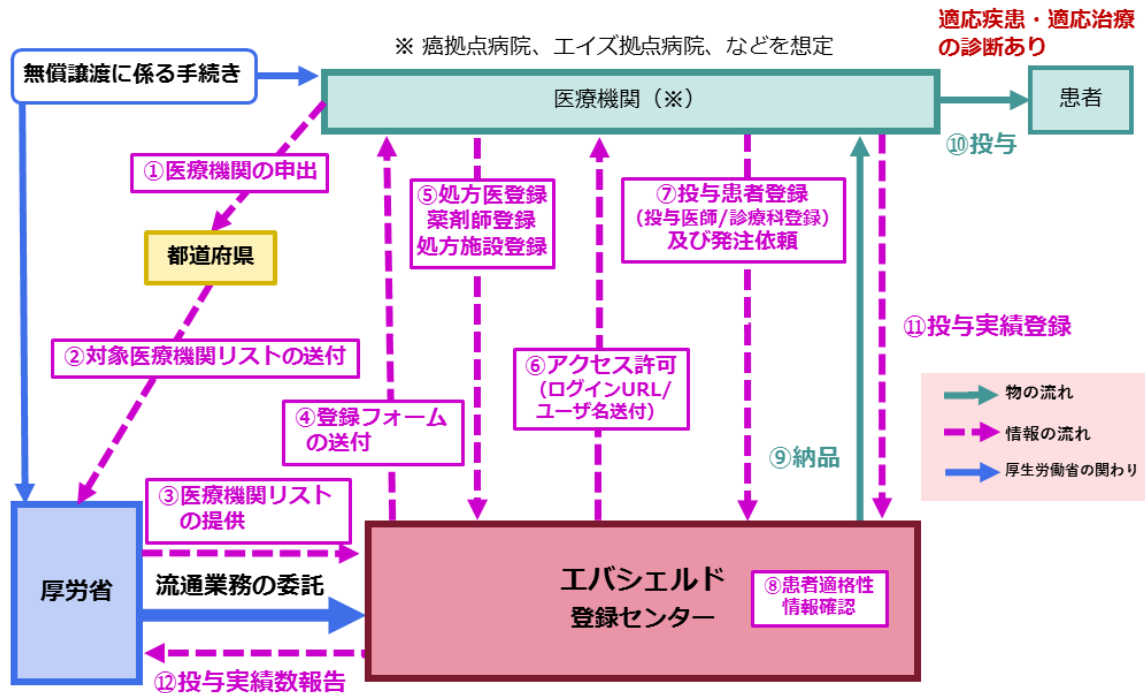 適応疾患・適応治療
の診断あり
※ 癌拠点病院、エイズ拠点病院、などを想定
無償譲渡に係る手続き
医療機関（※）
患者
⑩投与
①医療機関の申出
⑤処方医登録
薬剤師登録
処方施設登録
⑦投与患者登録
(投与医師/診療科登録)
及び発注依頼
都道府県
⑪投与実績登録
②対象医療機関リストの送付
⑥アクセス許可
(ログインURL/
ユーザ名送付)
④登録フォーム
の送付
⑨納品
物の流れ
情報の流れ
厚生労働省の関わり
③医療機関リスト
の提供
厚労省
流通業務の委託
エバシェルド
登録センター
⑧患者適格性
情報確認
⑫投与実績数報告